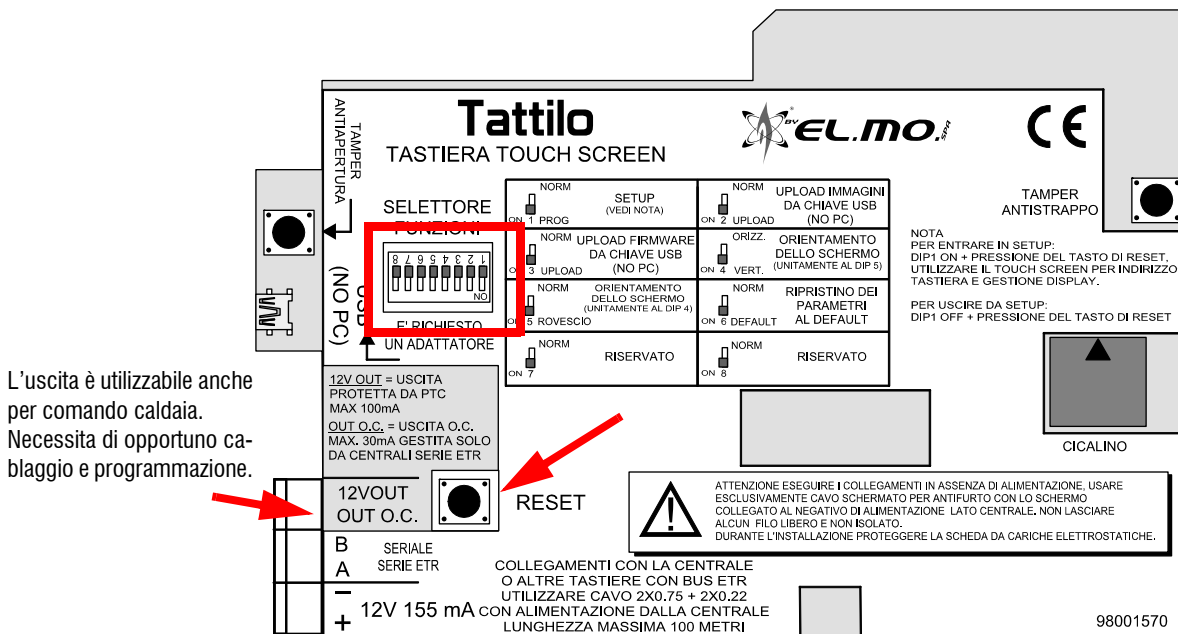 Tattilo
TASTIERA TOUCH SCREEN
BY EL.MO. SPA
CE
TAMPER
ANTIAPERTURA
SELETTORE
FUNZIONI
8 7 6 5 4 3 2 1
ON
E' RICHIESTO
UN ADATTATORE
USB
(NO PC)
NORM
ON 1 PROG
SETUP
(VEDI NOTA)
NORM
ON 2 UPLOAD
UPLOAD IMMAGINI
DA CHIAVE USB
(NO PC)
NORM
ON 3 UPLOAD
UPLOAD FIRMWARE
DA CHIAVE USB
(NO PC)
ORIZZ.
ON 4 VERT.
ORIENTAMENTO
DELLO SCHERMO
(UNITAMENTE AL DIP 5)
NORM
ON 5 ROVESCIO
ORIENTAMENTO
DELLO SCHERMO
(UNITAMENTE AL DIP 4)
NORM
ON 6 DEFAULT
RIPRISTINO DEI
PARAMETRI
AL DEFAULT
NORM
ON 7
RISERVATO
NORM
ON 8
RISERVATO
TAMPER
ANTISTRAPPO
NOTA
PER ENTRARE IN SETUP:
DIP1 ON + PRESSIONE DEL TASTO DI RESET,
UTILIZZARE IL TOUCH SCREEN PER INDIRIZZO
TASTIERA E GESTIONE DISPLAY.
PER USCIRE DA SETUP:
DIP1 OFF + PRESSIONE DEL TASTO DI RESET
CICALINO
L'uscita è utilizzabile anche
per comando caldaia.
Necessita di opportuno ca-
blaggio e programmazione.
12V OUT = USCITA
PROTETTA DA PTC
MAX 100mA
OUT O.C. = USCITA O.C.
MAX. 30mA GESTITA SOLO
DA CENTRALI SERIE ETR
12VOUT
OUT O.C.
RESET
B
A
SERIALE
SERIE ETR
−
+
12V 155 mA
COLLEGAMENTI CON LA CENTRALE
O ALTRE TASTIERE CON BUS ETR
UTILIZZARE CAVO 2X0.75 + 2X0.22
CON ALIMENTAZIONE DALLA CENTRALE
LUNGHEZZA MASSIMA 100 METRI
ATTENZIONE ESEGUIRE I COLLEGAMENTI IN ASSENZA DI ALIMENTAZIONE, USARE
ESCLUSIVAMENTE CAVO SCHERMATO PER ANTIFURTO CON LO SCHERMO
COLLEGATO AL NEGATIVO DI ALIMENTAZIONE LATO CENTRALE. NON LASCIARE
ALCUN FILO LIBERO E NON ISOLATO.
DURANTE L'INSTALLAZIONE PROTEGGERE LA SCHEDA DA CARICHE ELETTROSTATICHE.
98001570